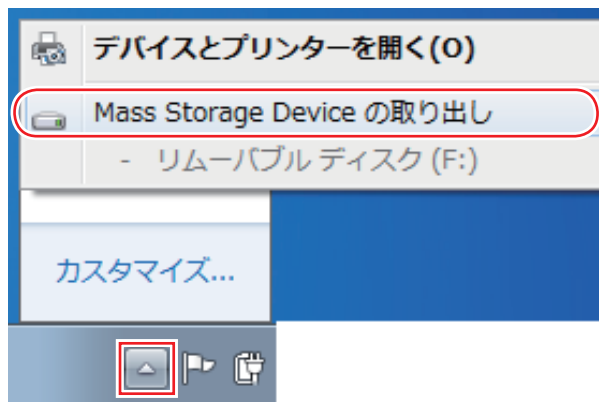 デバイスとプリンターを開く(O)
Mass Storage Device の取り出し
- リムーバブル ディスク (F:)
カスタマイズ...